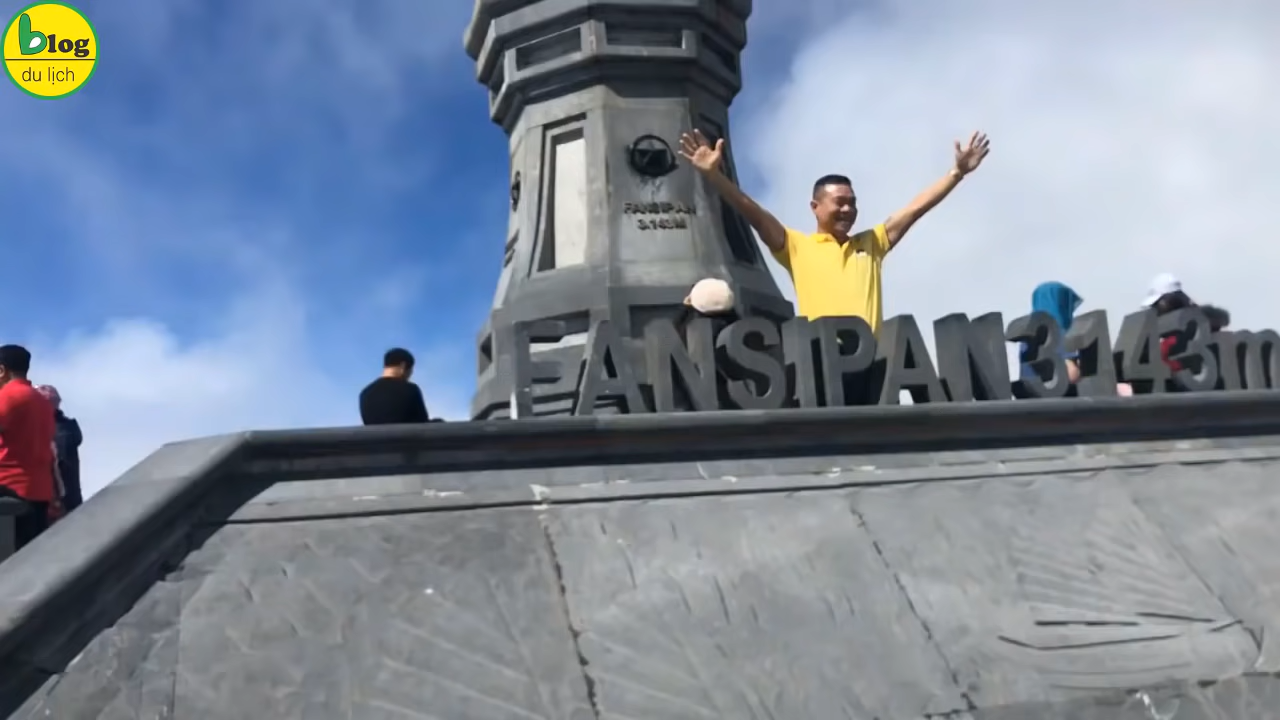 blog
du lịch
FANSIPAN
3.143M
FANSIPAN 3143m